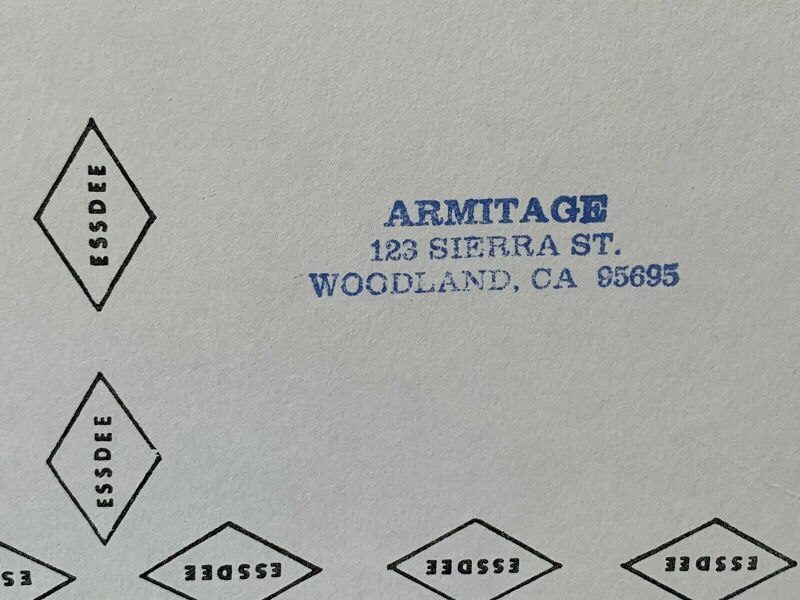 ESSDEE
ARMITAGE
123 SIERRA ST.
WOODLAND, CA 95695
ESSDEE
ESSDEE
ESSDEE
ESSDEE